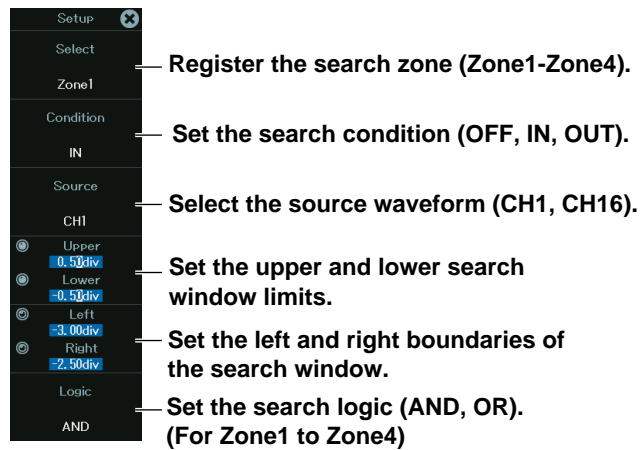 Setup
Select
Register the search zone (Zone1-Zone4).
Zone1
Condition
Set the search condition (OFF, IN, OUT).
IN
Source
Select the source waveform (CH1, CH16).
CH1
Upper
0.50div
Set the upper and lower search
Lower
window limits.
-0.50div
Left
-3.00div
Set the left and right boundaries of
Right
the search window.
-2.50div
Logic
Set the search logic (AND, OR).
AND
(For Zone1 to Zone4)